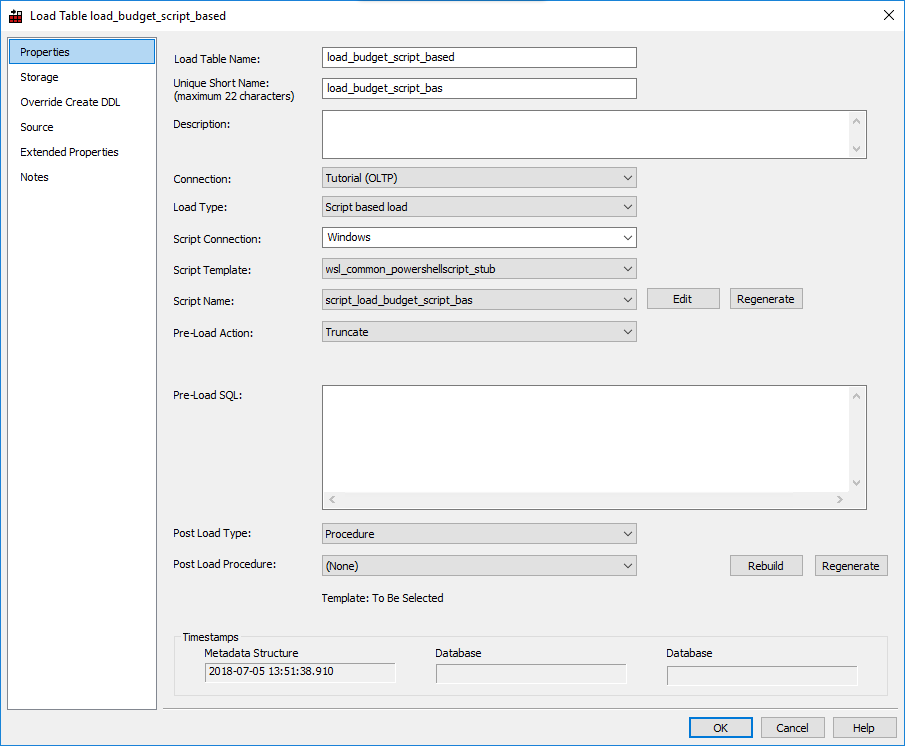 Load Table load_budget_script_based
Properties
Storage
Override Create DDL
Source
Extended Properties
Notes
Load Table Name: load_budget_script_based
Unique Short Name: load_budget_script_bas
(maximum 22 characters)
Description:
Connection: Tutorial (OLTP)
Load Type: Script based load
Script Connection: Windows
Script Template: wsl_common_powershellscript_stub
Script Name: script_load_budget_script_bas Edit Regenerate
Pre-Load Action: Truncate
Pre-Load SQL:
Post Load Type: Procedure
Post Load Procedure: (None) Rebuild Regenerate
Template: To Be Selected
Timestamps
Metadata Structure Database Database
2018-07-05 13:51:38.910
OK Cancel Help